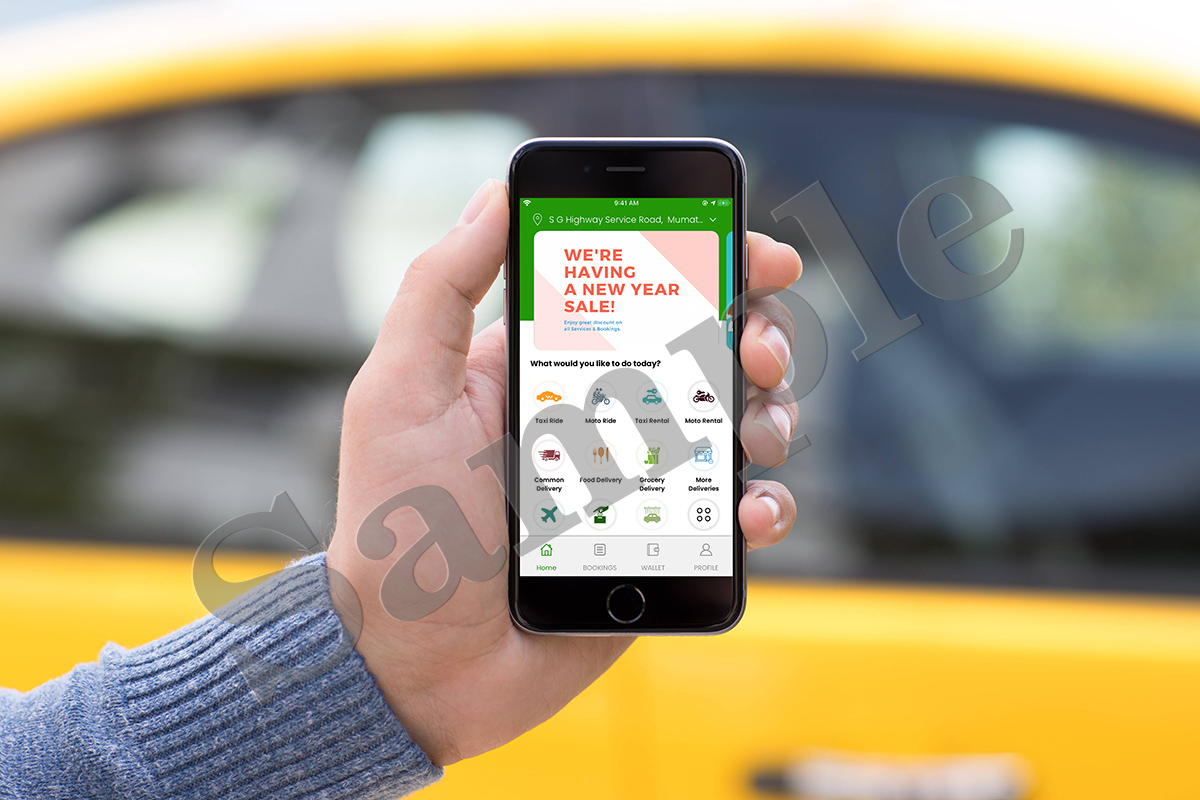 9:41 AM
S G Highway Service Road, Mumat...
WE'RE
HAVING
A NEW YEAR
SALE!
Enjoy great discount on
all Services & Bookings.
What would you like to do today?
Taxi Ride
Moto Ride
Taxi Rental
Moto Rental
Common
Delivery
Food Delivery
Grocery
Delivery
More
Deliveries
Home
BOOKINGS
WALLET
PROFILE
Sample